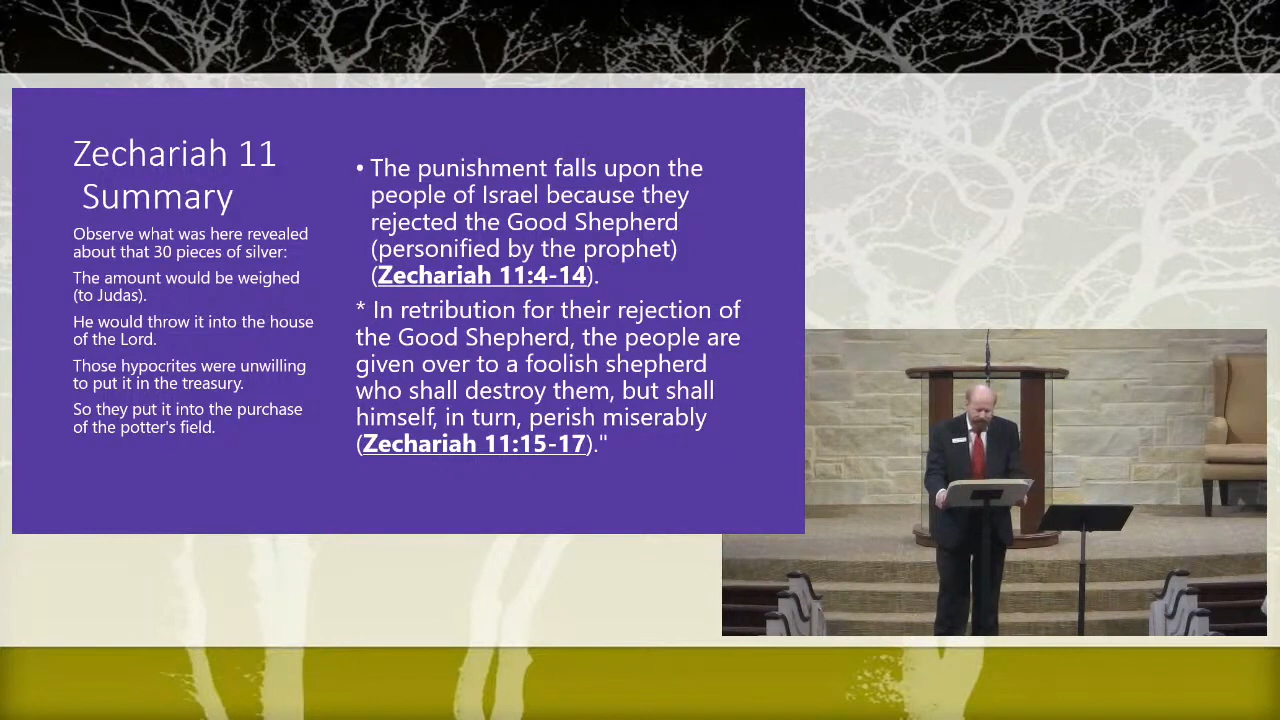 Zechariah 11
Summary
Observe what was here revealed
about that 30 pieces of silver:
The amount would be weighed
(to Judas).
He would throw it into the house
of the Lord.
Those hypocrites were unwilling
to put it in the treasury.
So they put it into the purchase
of the potter's field.
• The punishment falls upon the
people of Israel because they
rejected the Good Shepherd
(personified by the prophet)
(Zechariah 11:4-14).
* In retribution for their rejection of
the Good Shepherd, the people are
given over to a foolish shepherd
who shall destroy them, but shall
himself, in turn, perish miserably
(Zechariah 11:15-17)."